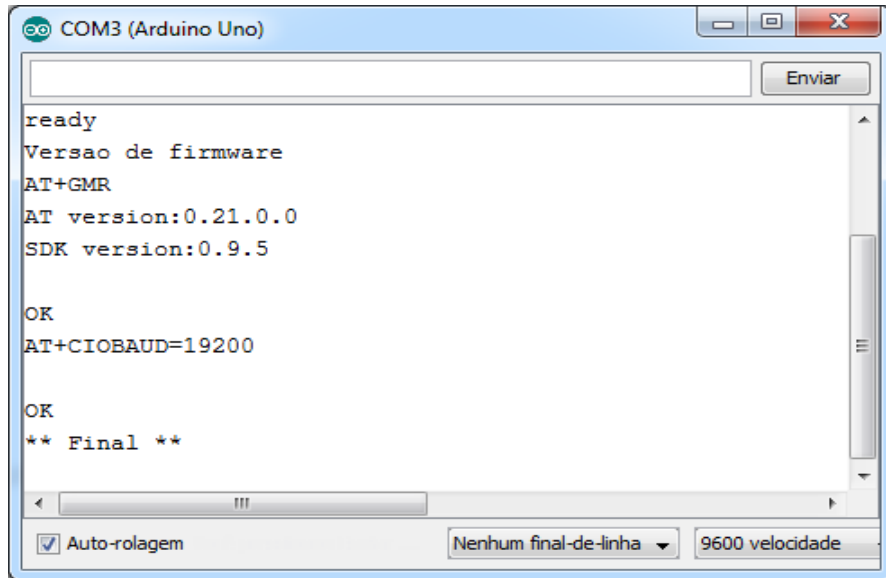 COM3 (Arduino Uno)
Enviar
ready
Versao de firmware
AT+GMR
AT version:0.21.0.0
SDK version:0.9.5
OK
AT+CIOBAUD=19200
OK
** Final **
Auto-rolagem
Nenhum final-de-linha
9600 velocidade